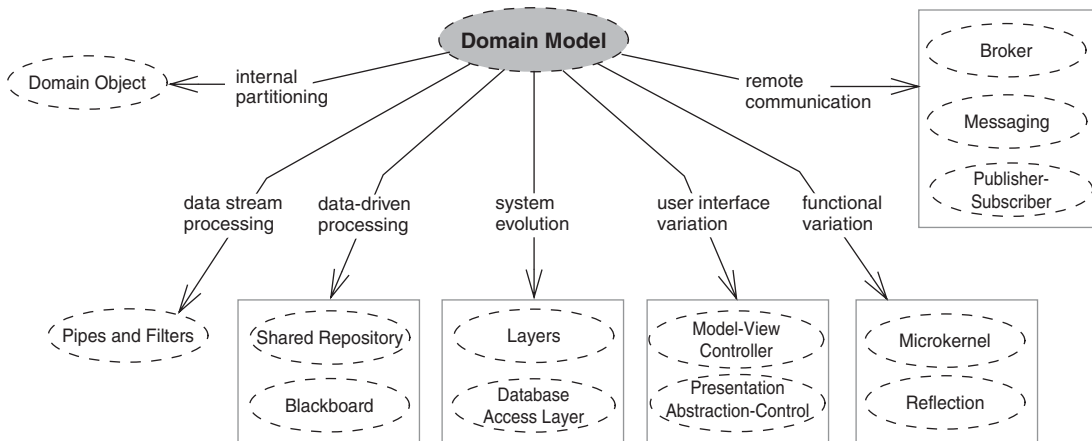 Domain Model
Domain Object
internal
partitioning
remote
communication
Broker
Messaging
Publisher-
Subscriber
data stream
processing
data-driven
processing
system
evolution
user interface
variation
functional
variation
Pipes and Filters
Shared Repository
Blackboard
Layers
Database
Access Layer
Model-View
Controller
Presentation
Abstraction-Control
Microkernel
Reflection